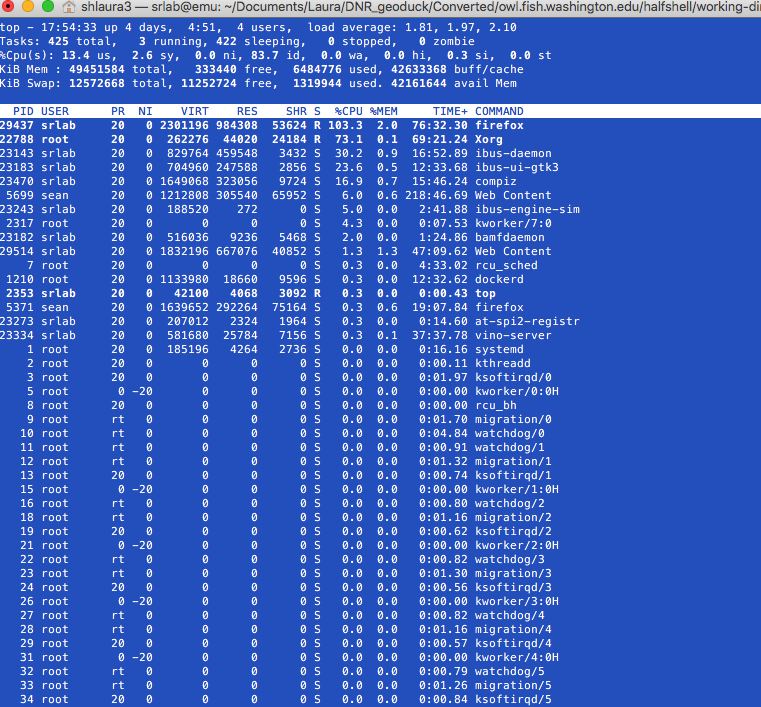 shlaura3 — srlab@emu: ~/Documents/Laura/DNR_geoduck/Converted/owl.fish.washington.edu/halfshell/working-di
top - 17:54:33 up 4 days,  4:51,  4 users,  load average: 1.81, 1.97, 2.10
Tasks: 425 total,   3 running, 422 sleeping,   0 stopped,   0 zombie
%Cpu(s): 13.4 us,  2.6 sy,  0.0 ni, 83.7 id,  0.0 wa,  0.0 hi,  0.3 si,  0.0 st
KiB Mem : 49451584 total,   333440 free,  6484776 used, 42633368 buff/cache
KiB Swap: 12572668 total, 11252724 free,  1319944 used. 42161644 avail Mem
PID USER PR NI VIRT RES SHR S %CPU %MEM TIME+ COMMAND
29437 srlab 20 0 2301196 984308 53624 R 103.3 2.0 76:32.30 firefox
22788 root 20 0 262276 44020 24184 R 73.1 0.1 69:21.24 Xorg
23143 srlab 20 0 829764 459548 3432 S 30.2 0.9 16:52.89 ibus-daemon
23183 srlab 20 0 704960 247588 2856 S 23.6 0.5 12:33.68 ibus-ui-gtk3
23470 srlab 20 0 1649068 323056 9724 S 16.9 0.7 15:46.24 compiz
5699 sean 20 0 1212808 305540 65952 S 6.0 0.6 218:46.69 Web Content
23243 srlab 20 0 188520 272 0 S 5.0 0.0 2:41.88 ibus-engine-sim
2317 root 20 0 0 0 0 S 4.3 0.0 0:07.53 kworker/7:0
23182 srlab 20 0 516036 9236 5468 S 2.0 0.0 1:24.86 bamfdaemon
29514 srlab 20 0 1832196 667076 40852 S 1.3 1.3 47:09.62 Web Content
7 root 20 0 0 0 0 S 0.3 0.0 4:33.02 rcu_sched
1210 root 20 0 1133980 18660 9596 S 0.3 0.0 12:32.62 dockerd
2353 srlab 20 0 42100 4068 3092 R 0.3 0.0 0:00.43 top
5371 sean 20 0 1639652 292264 75164 S 0.3 0.6 19:07.84 firefox
23273 srlab 20 0 207012 2324 1964 S 0.3 0.0 0:14.60 at-spi2-registr
23334 srlab 20 0 581680 25784 7156 S 0.3 0.1 37:37.78 vino-server
1 root 20 0 185196 4264 2736 S 0.0 0.0 0:16.16 systemd
2 root 20 0 0 0 0 S 0.0 0.0 0:00.11 kthreadd
3 root 20 0 0 0 0 S 0.0 0.0 0:01.97 ksoftirqd/0
5 root 0 -20 0 0 0 S 0.0 0.0 0:00.00 kworker/0:0H
8 root 20 0 0 0 0 S 0.0 0.0 0:00.00 rcu_bh
9 root rt 0 0 0 0 S 0.0 0.0 0:01.70 migration/0
10 root rt 0 0 0 0 S 0.0 0.0 0:04.84 watchdog/0
11 root rt 0 0 0 0 S 0.0 0.0 0:00.91 watchdog/1
12 root rt 0 0 0 0 S 0.0 0.0 0:01.32 migration/1
13 root 20 0 0 0 0 S 0.0 0.0 0:00.74 ksoftirqd/1
15 root 0 -20 0 0 0 S 0.0 0.0 0:00.00 kworker/1:0H
16 root rt 0 0 0 0 S 0.0 0.0 0:00.80 watchdog/2
18 root rt 0 0 0 0 S 0.0 0.0 0:01.16 migration/2
19 root 20 0 0 0 0 S 0.0 0.0 0:00.62 ksoftirqd/2
21 root 0 -20 0 0 0 S 0.0 0.0 0:00.00 kworker/2:0H
22 root rt 0 0 0 0 S 0.0 0.0 0:00.82 watchdog/3
23 root rt 0 0 0 0 S 0.0 0.0 0:01.30 migration/3
24 root 20 0 0 0 0 S 0.0 0.0 0:00.56 ksoftirqd/3
26 root 0 -20 0 0 0 S 0.0 0.0 0:00.00 kworker/3:0H
27 root rt 0 0 0 0 S 0.0 0.0 0:00.82 watchdog/4
28 root rt 0 0 0 0 S 0.0 0.0 0:01.16 migration/4
29 root 20 0 0 0 0 S 0.0 0.0 0:00.57 ksoftirqd/4
31 root 0 -20 0 0 0 S 0.0 0.0 0:00.00 kworker/4:0H
32 root rt 0 0 0 0 S 0.0 0.0 0:00.79 watchdog/5
33 root rt 0 0 0 0 S 0.0 0.0 0:01.26 migration/5
34 root 20 0 0 0 0 S 0.0 0.0 0:00.84 ksoftirqd/5